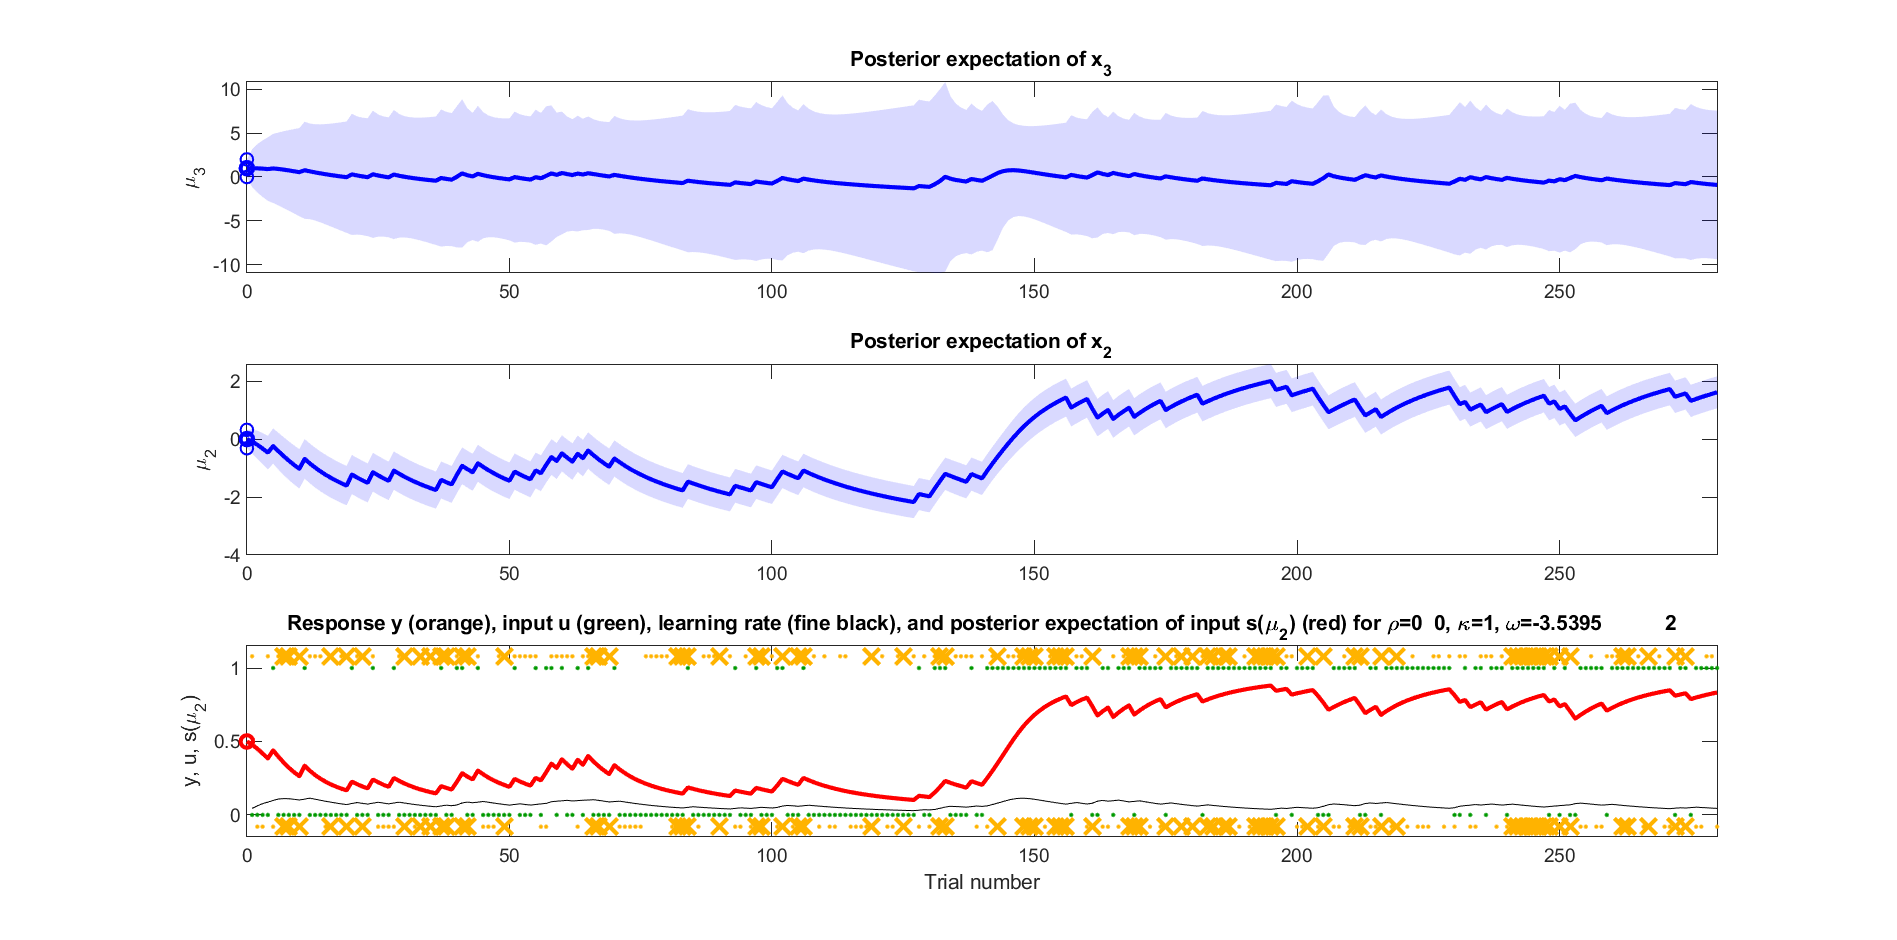 Posterior expectation of x3
10
5
0
-5
-10
μ3
0 50 100 150 200 250
Posterior expectation of x2
2
0
-2
-4
μ2
0 50 100 150 200 250
Response y (orange), input u (green), learning rate (fine black), and posterior expectation of input s(μ2) (red) for ρ=0 0, κ=1, ω=-3.5395 2
1
0.5
0
y, u, s(μ2)
0 50 100 150 200 250
Trial number